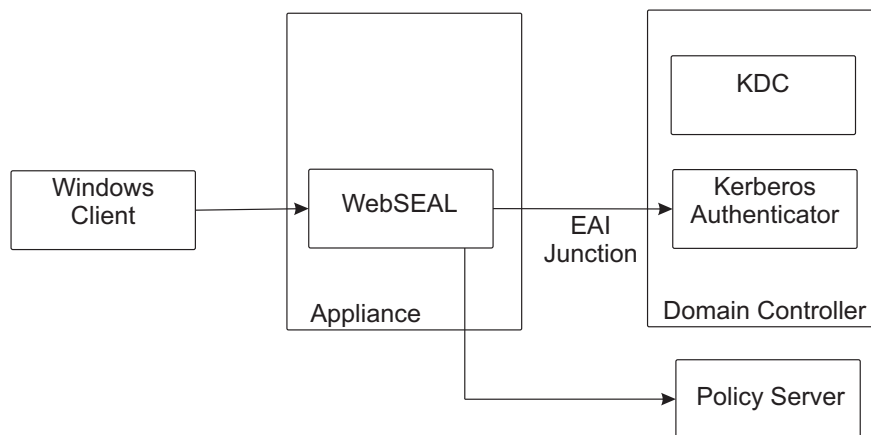 KDC
Windows
Client
WebSEAL
Kerberos
Authenticator
EAI
Junction
Appliance
Domain Controller
Policy Server